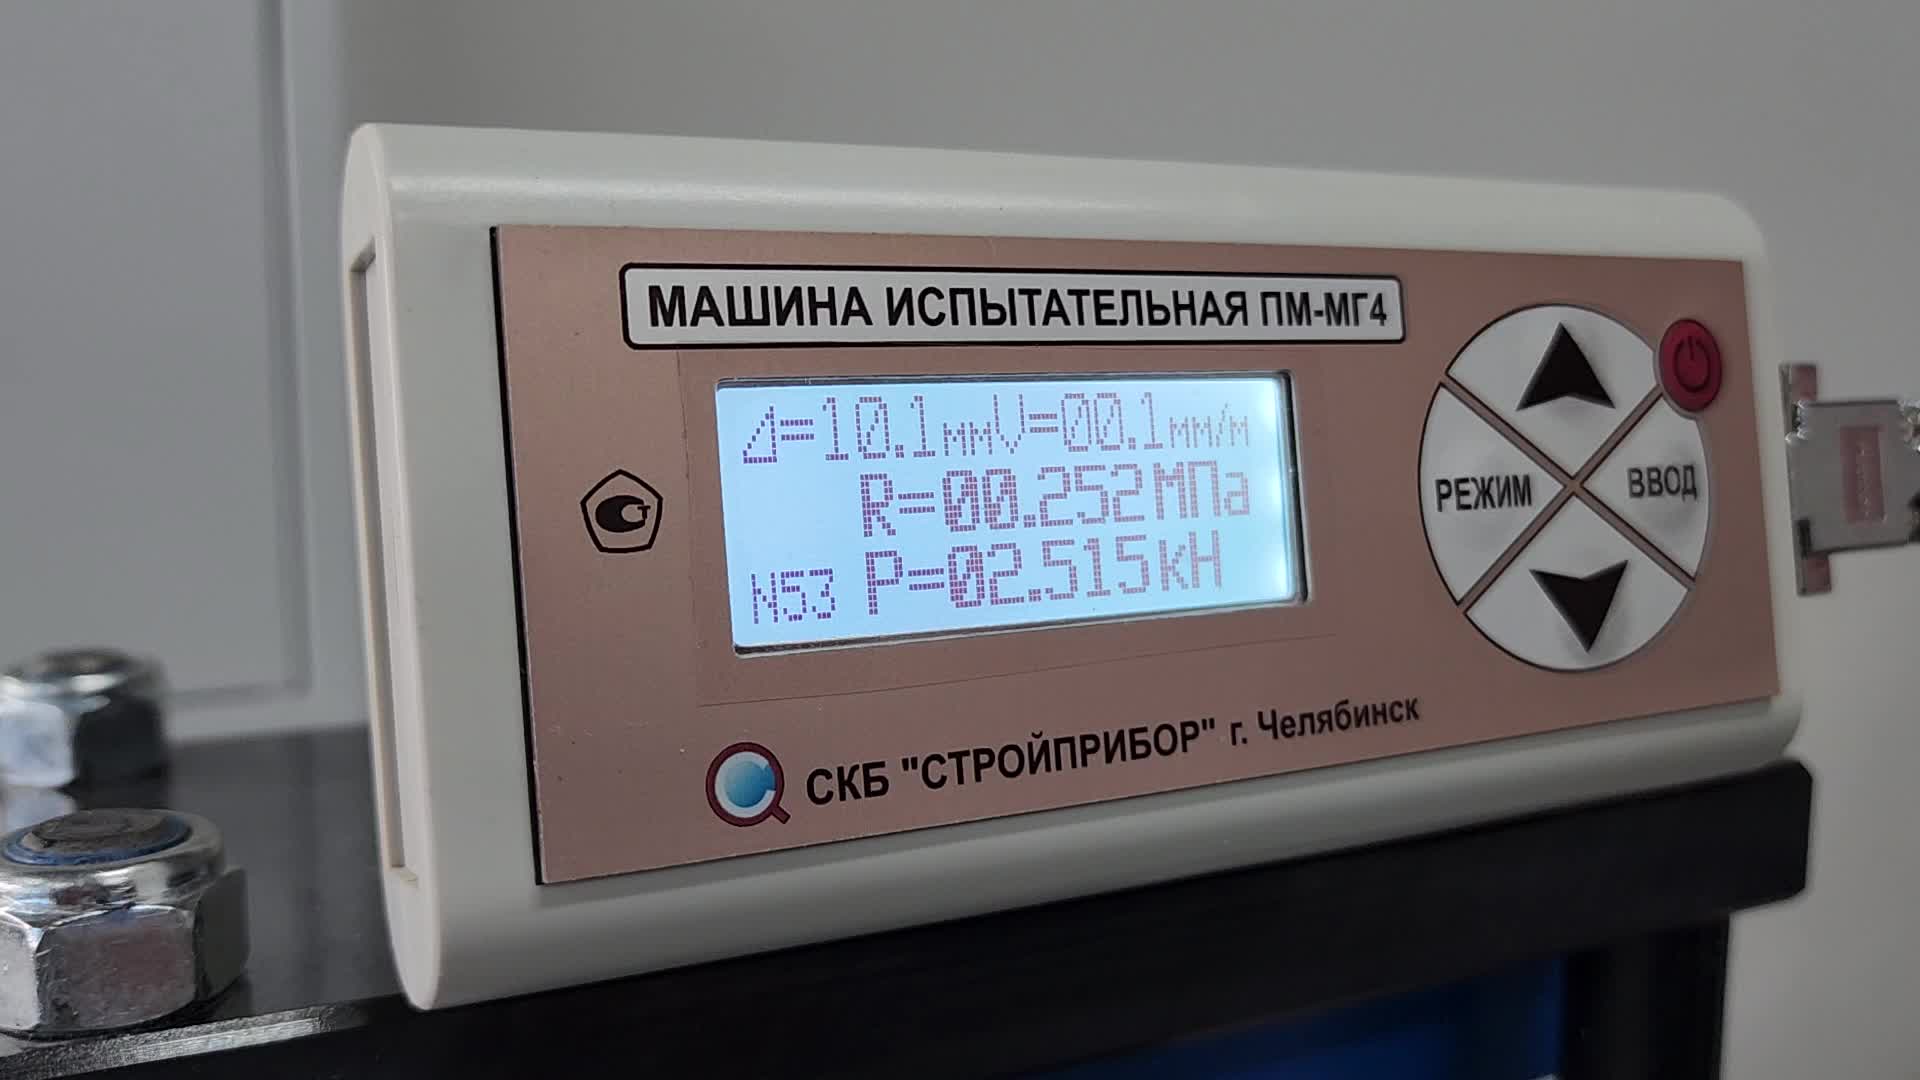 МАШИНА ИСПЫТАТЕЛЬНАЯ ПМ-МГ4
Δ=10.1мм V=00.1мм/м
R=00.252МПа
N53 P=02.515кН
РЕЖИМ
ВВОД
СКБ "СТРОЙПРИБОР" г. Челябинск